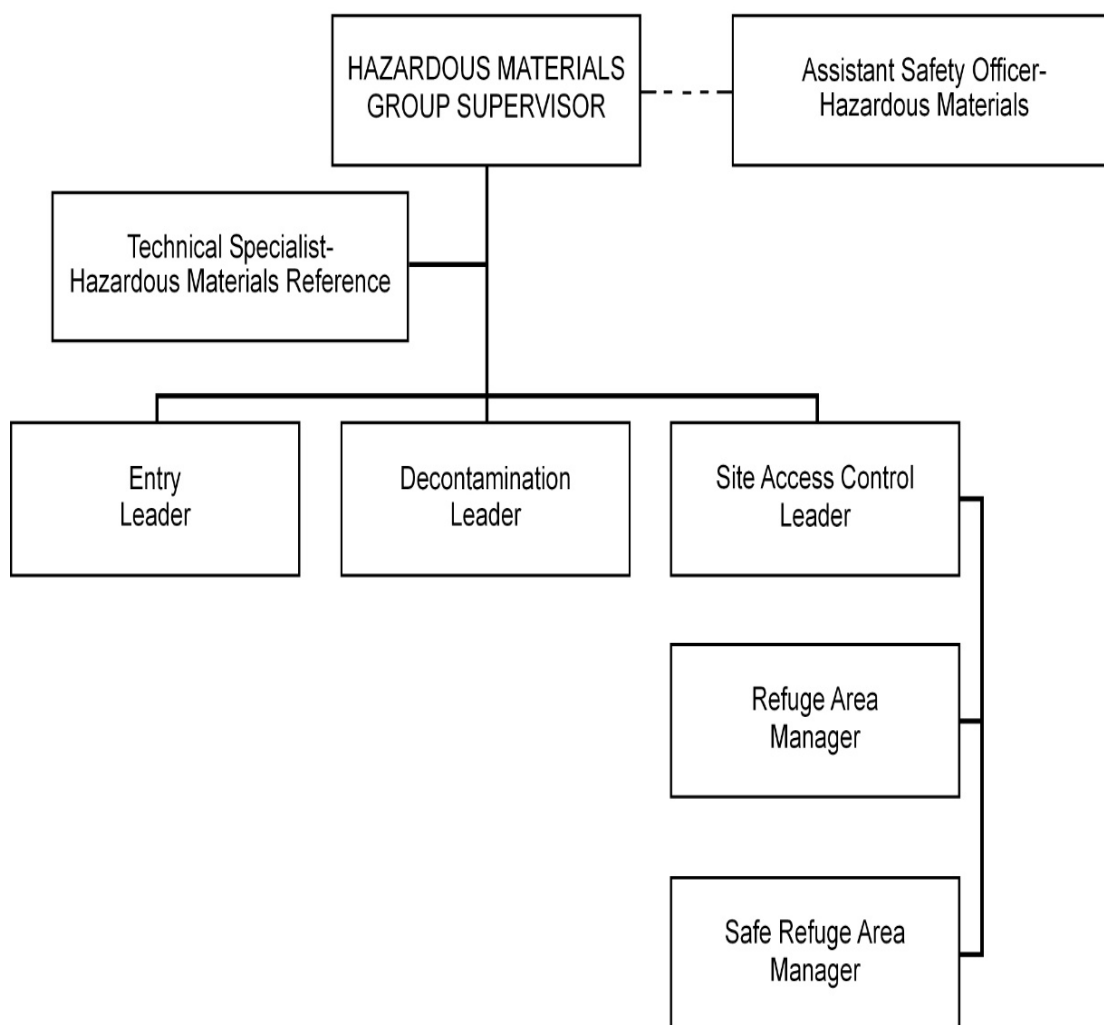 HAZARDOUS MATERIALS
GROUP SUPERVISOR
Assistant Safety Officer-
Hazardous Materials
Technical Specialist-
Hazardous Materials Reference
Entry
Leader
Decontamination
Leader
Site Access Control
Leader
Refuge Area
Manager
Safe Refuge Area
Manager